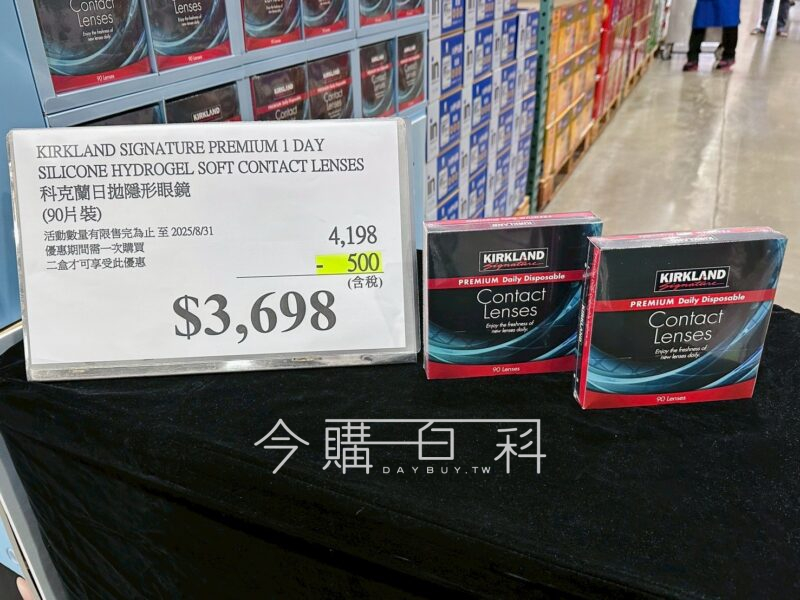 KIRKLAND SIGNATURE PREMIUM 1 DAY
SILICONE HYDROGEL SOFT CONTACT LENSES
科克蘭日拋隱形眼鏡
(90片裝)
活動數量有限售完為止 至 2025/8/31
優惠期間需一次購買
二盒才可享受此優惠
4,198
- 500
(含稅)
$3,698
KIRKLAND
Signature
PREMIUM Daily Disposable
Contact
Lenses
Enjoy the freshness of
new lenses daily.
90 Lenses
KIRKLAND
Signature
PREMIUM Daily Disposable
Contact
Lenses
Enjoy the freshness of
new lenses daily.
90 Lenses
KIRKLAND
Contact
Lenses
90 Lenses
今購百科
DAYBUY.TW